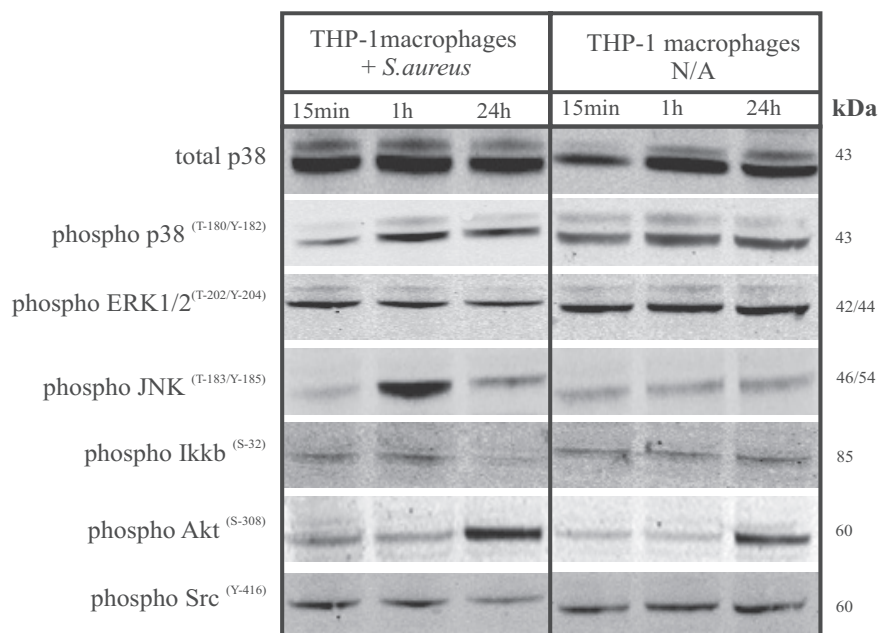 THP-1macrophages
+ S.aureus
THP-1 macrophages
N/A
15min 1h 24h 15min 1h 24h kDa
total p38 43
phospho p38 (T-180/Y-182) 43
phospho ERK1/2(T-202/Y-204) 42/44
phospho JNK (T-183/Y-185) 46/54
phospho Ikkb (S-32) 85
phospho Akt (S-308) 60
phospho Src (Y-416) 60